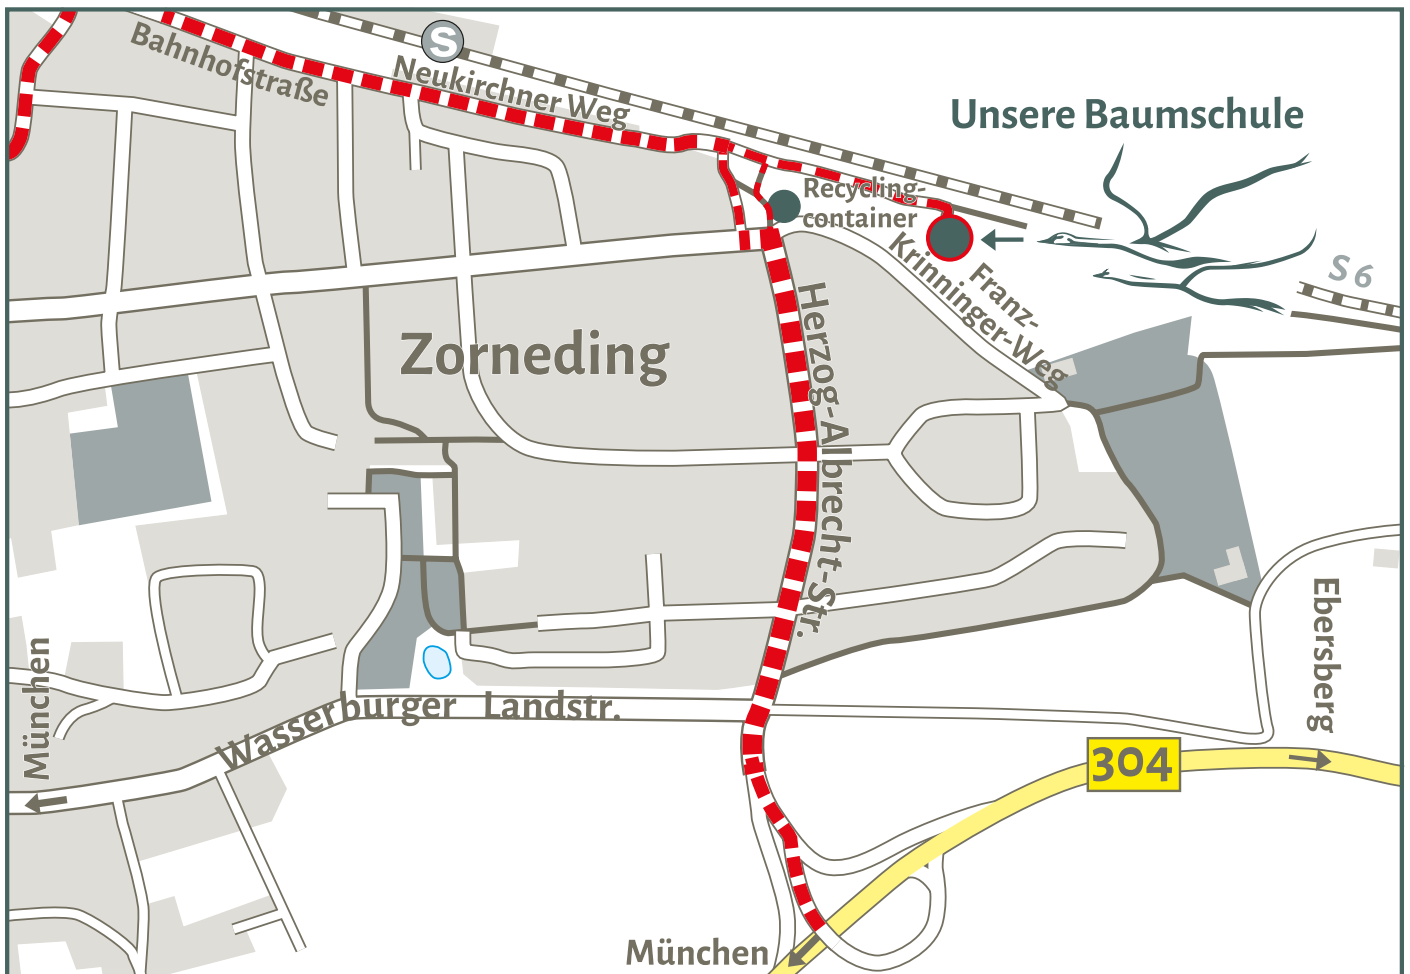 S
Bahnhofstraße
Neukirchner Weg
Unsere Baumschule
Recycling-
container
Franz-
Krinninger-Weg
S 6
Zorneding
Herzog-Albrecht-Str.
München
Wasserburger Landstr.
Ebersberg
304
München